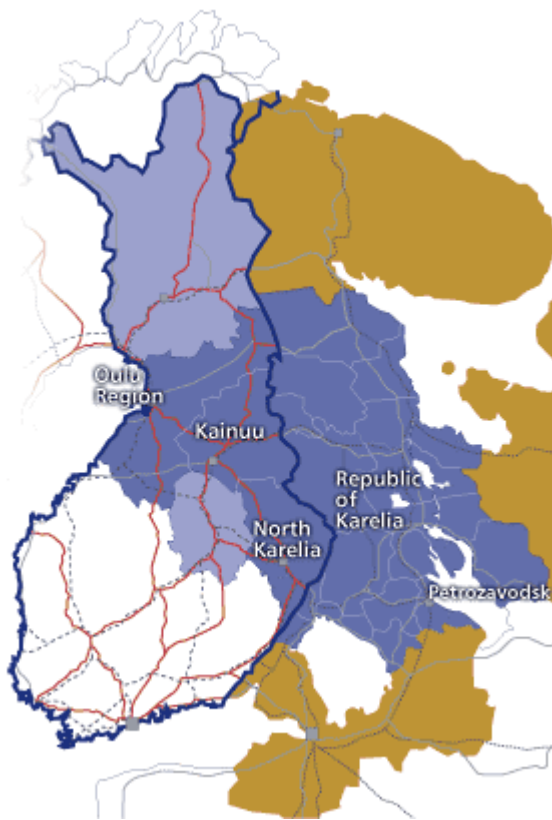 Oulu
Region
Kainuu
Republic
of
Karelia
North
Karelia
Petrozavodsk